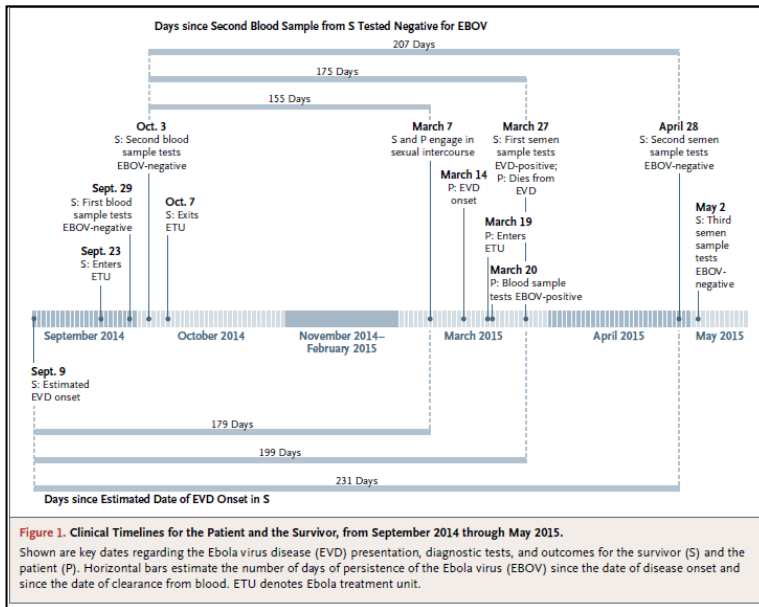 Days since Second Blood Sample from S Tested Negative for EBOV
207 Days
175 Days
155 Days
Oct. 3
S: Second blood
sample tests
EBOV-negative
March 7
S and P engage in
sexual intercourse
March 27
S: First semen
sample tests
EVD-positive;
P: Dies from
EVD
April 28
S: Second semen
sample tests
EBOV-negative
Sept. 29
S: First blood
sample tests
EBOV-negative
Oct. 7
S: Exits
ETU
March 14
P: EVD
onset
May 2
S: Third
semen
sample
tests
EBOV-
negative
Sept. 23
S: Enters
ETU
March 19
P: Enters
ETU
March 20
P: Blood sample
tests EBOV-positive
September 2014
October 2014
November 2014–
February 2015
March 2015
April 2015
May 2015
Sept. 9
S: Estimated
EVD onset
179 Days
199 Days
231 Days
Days since Estimated Date of EVD Onset in S
Figure 1. Clinical Timelines for the Patient and the Survivor, from September 2014 through May 2015.
Shown are key dates regarding the Ebola virus disease (EVD) presentation, diagnostic tests, and outcomes for the survivor (S) and the
patient (P). Horizontal bars estimate the number of days of persistence of the Ebola virus (EBOV) since the date of disease onset and
since the date of clearance from blood. ETU denotes Ebola treatment unit.